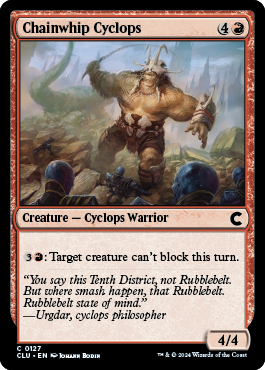 Chainwhip Cyclops 4
Creature — Cyclops Warrior C
3 : Target creature can't block this turn.
"You say this Tenth District, not Rubblebelt.
But where smash happen, that Rubblebelt.
Rubblebelt state of mind."
—Urgdar, cyclops philosopher
4/4
C 0127
CLU • EN Johann Bodin
™ & © 2024 Wizards of the Coast